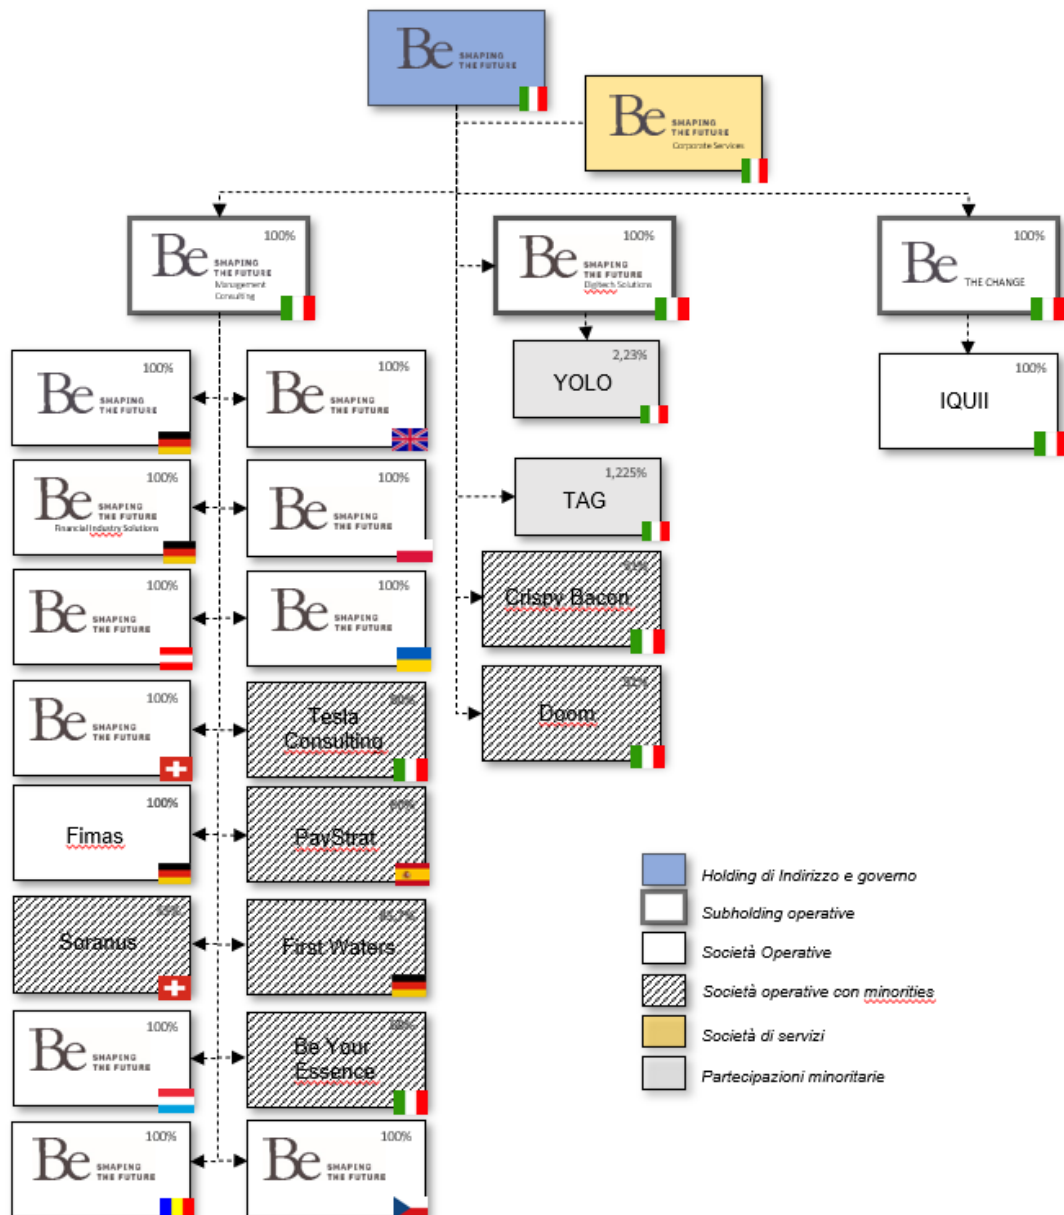 Be SHAPING
THE FUTURE
Be SHAPING
THE FUTURE
Corporate Services
100%
Be SHAPING
THE FUTURE
Management
Consulting
100%
Be SHAPING
THE FUTURE
Digitech Solutions
100%
Be THE CHANGE
100%
Be SHAPING
THE FUTURE
100%
Be SHAPING
THE FUTURE
2,23%
YOLO
100%
IQUII
100%
Be SHAPING
THE FUTURE
Financial Industry Solutions
100%
Be SHAPING
THE FUTURE
1,225%
TAG
100%
Be SHAPING
THE FUTURE
100%
Be SHAPING
THE FUTURE
Crispy Bacon
100%
Be SHAPING
THE FUTURE
Tesla
Consulting
Doom
100%
Fimas
PayStrat
Soranus
First Waters
100%
Be SHAPING
THE FUTURE
Be Your
Essence
100%
Be SHAPING
THE FUTURE
100%
Be SHAPING
THE FUTURE
Holding di Indirizzo e governo
Subholding operative
Società Operative
Società operative con minorities
Società di servizi
Partecipazioni minoritarie